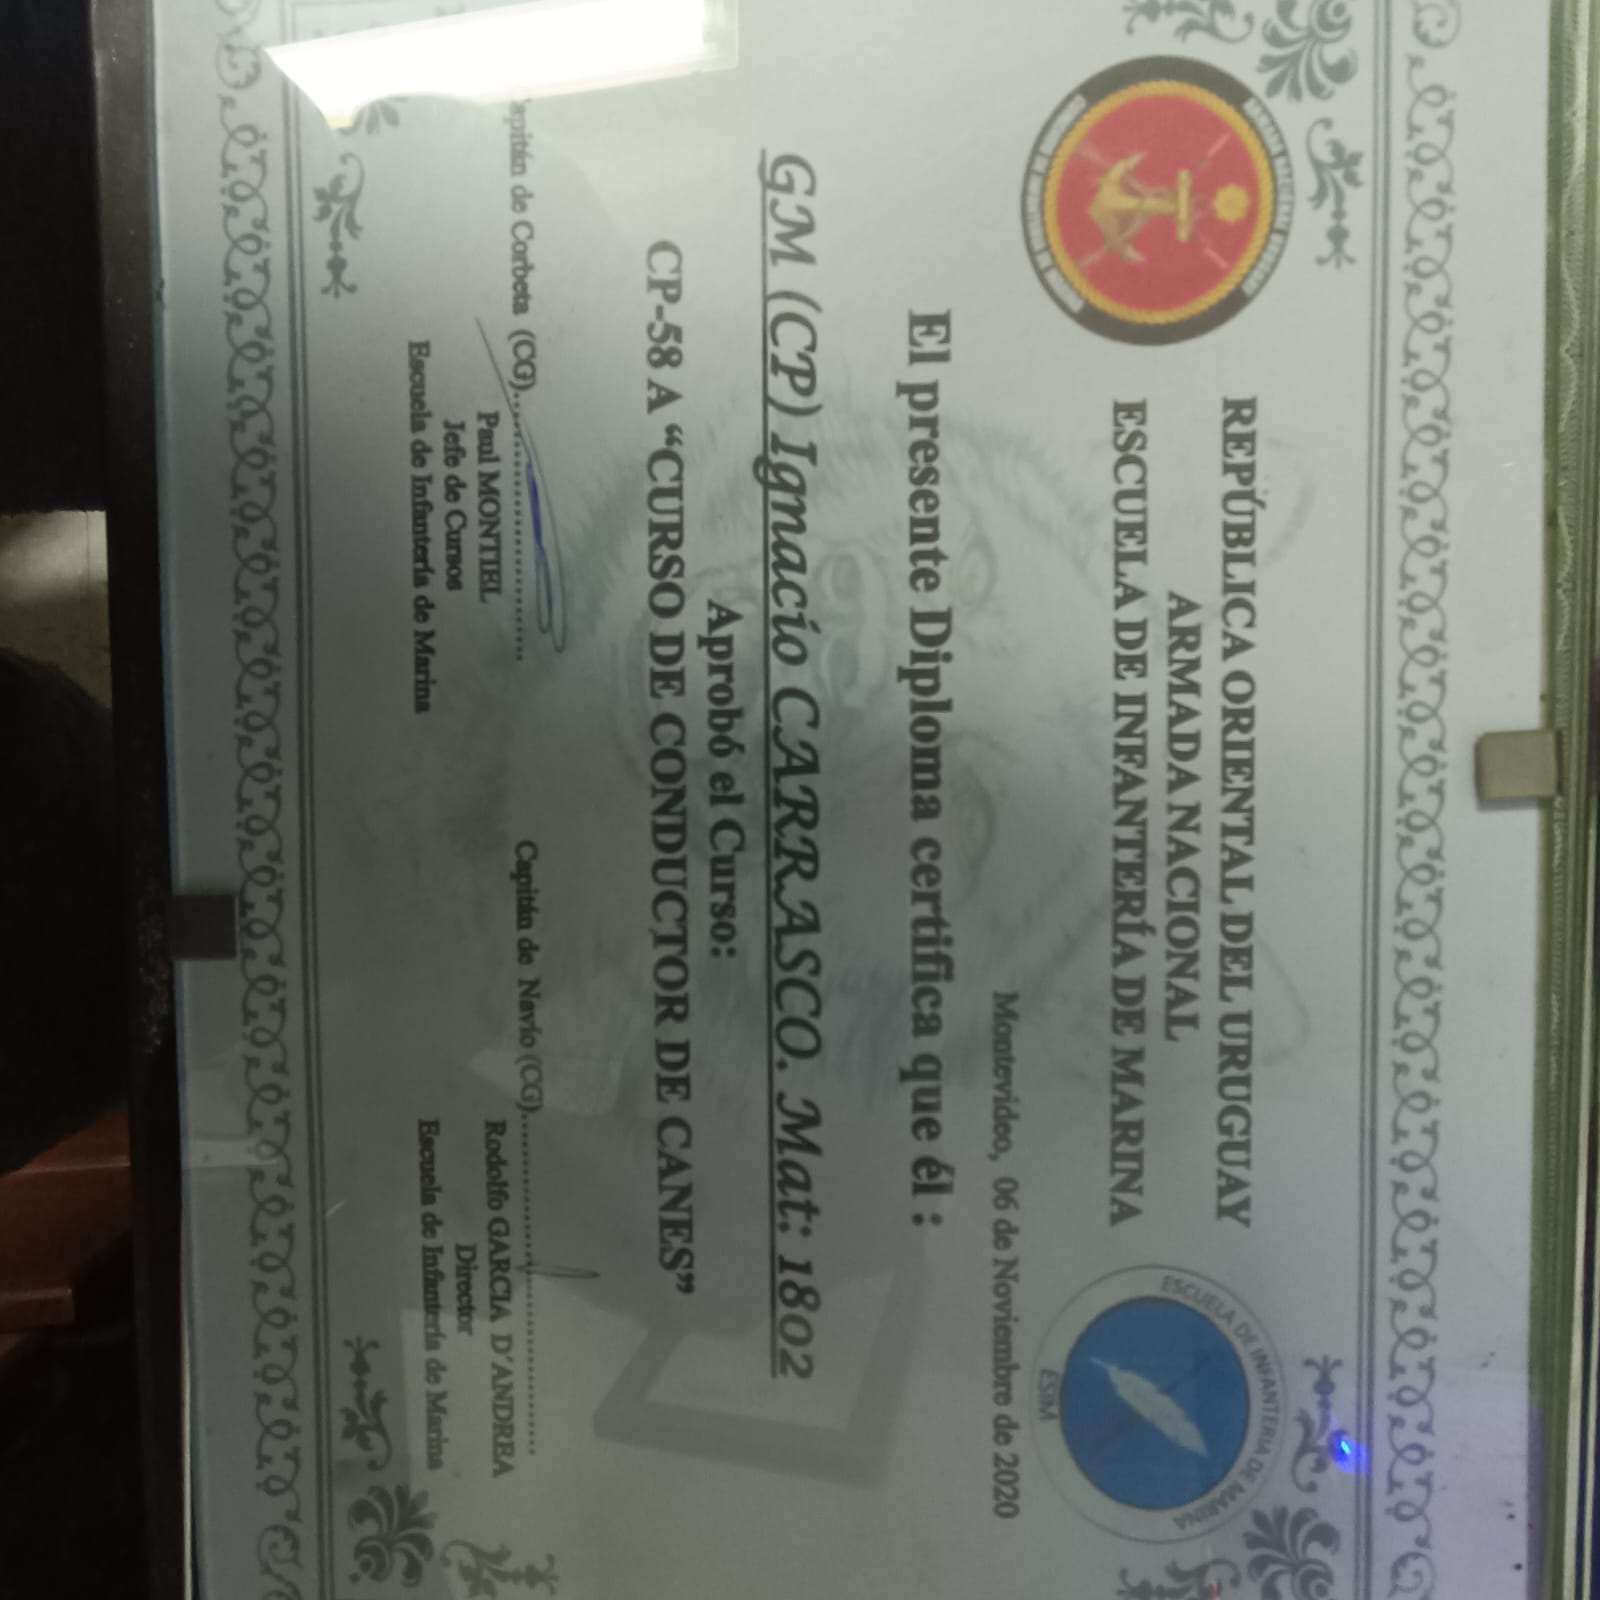 ARMADA NACIONAL URUGUAY
REPÚBLICA ORIENTAL DEL URUGUAY
ARMADA NACIONAL
ESCUELA DE INFANTERÍA DE MARINA
ESCUELA DE INFANTERIA DE MARINA
ESIM
Montevideo, 06 de Noviembre de 2020
El presente Diploma certifica que él :
GM (CP) Ignacio CARRASCO. Mat: 1802
Aprobó el Curso:
CP-58 A “CURSO DE CONDUCTOR DE CANES”
apitán de Corbeta (CG)........................................
Paul MONTIEL
Jefe de Cursos
Escuela de Infantería de Marina
Capitán de Navío (CG)..................................................
Rodolfo GARCIA D´ANDREA
Director
Escuela de Infantería de Marina